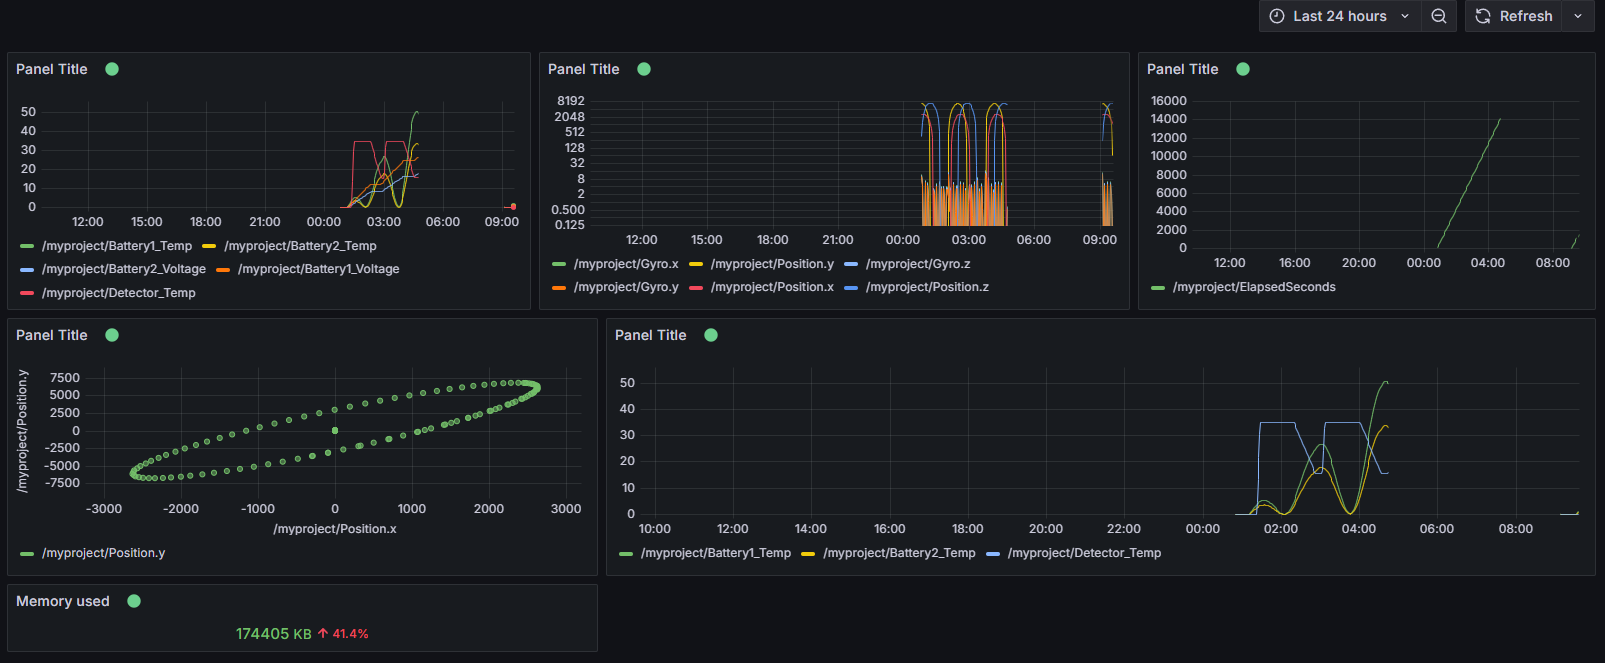 Last 24 hours
Refresh
Panel Title
50
40
30
20
10
0
12:00 15:00 18:00 21:00 00:00 03:00 06:00 09:00
/myproject/Battery1_Temp /myproject/Battery2_Temp
/myproject/Battery2_Voltage /myproject/Battery1_Voltage
/myproject/Detector_Temp
Panel Title
8192
2048
512
128
32
8
2
0.500
0.125
12:00 15:00 18:00 21:00 00:00 03:00 06:00 09:00
/myproject/Gyro.x /myproject/Position.y /myproject/Gyro.z
/myproject/Gyro.y /myproject/Position.x /myproject/Position.z
Panel Title
16000
14000
12000
10000
8000
6000
4000
2000
0
12:00 16:00 20:00 00:00 04:00 08:00
/myproject/ElapsedSeconds
Panel Title
/myproject/Position.y
7500
5000
2500
0
-2500
-5000
-7500
-3000 -2000 -1000 0 1000 2000 3000
/myproject/Position.x
/myproject/Position.y
Panel Title
50
40
30
20
10
0
10:00 12:00 14:00 16:00 18:00 20:00 22:00 00:00 02:00 04:00 06:00 08:00
/myproject/Battery1_Temp /myproject/Battery2_Temp /myproject/Detector_Temp
Memory used
174405 KB 41.4%